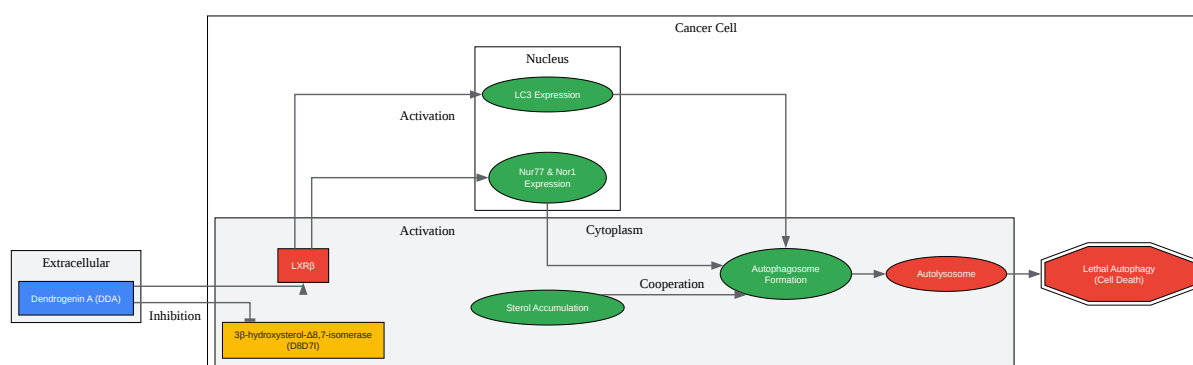 Cancer Cell
Nucleus
LC3 Expression
Activation
Nur77 & Nor1
Expression
Activation
Cytoplasm
Extracellular
LXRβ
Autophagosome
Formation
Autolysosome
Lethal Autophagy
(Cell Death)
Dendrogenin A (DDA)
Cooperation
Sterol Accumulation
Inhibition
3β-hydroxysterol-Δ8,7-isomerase
(D8D7I)